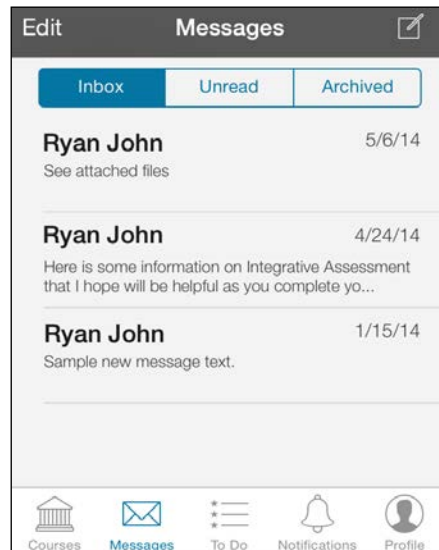 Edit Messages
Inbox Unread Archived
Ryan John 5/6/14
See attached files
Ryan John 4/24/14
Here is some information on Integrative Assessment
that I hope will be helpful as you complete yo...
Ryan John 1/15/14
Sample new message text.
Courses Messages To Do Notifications Profile